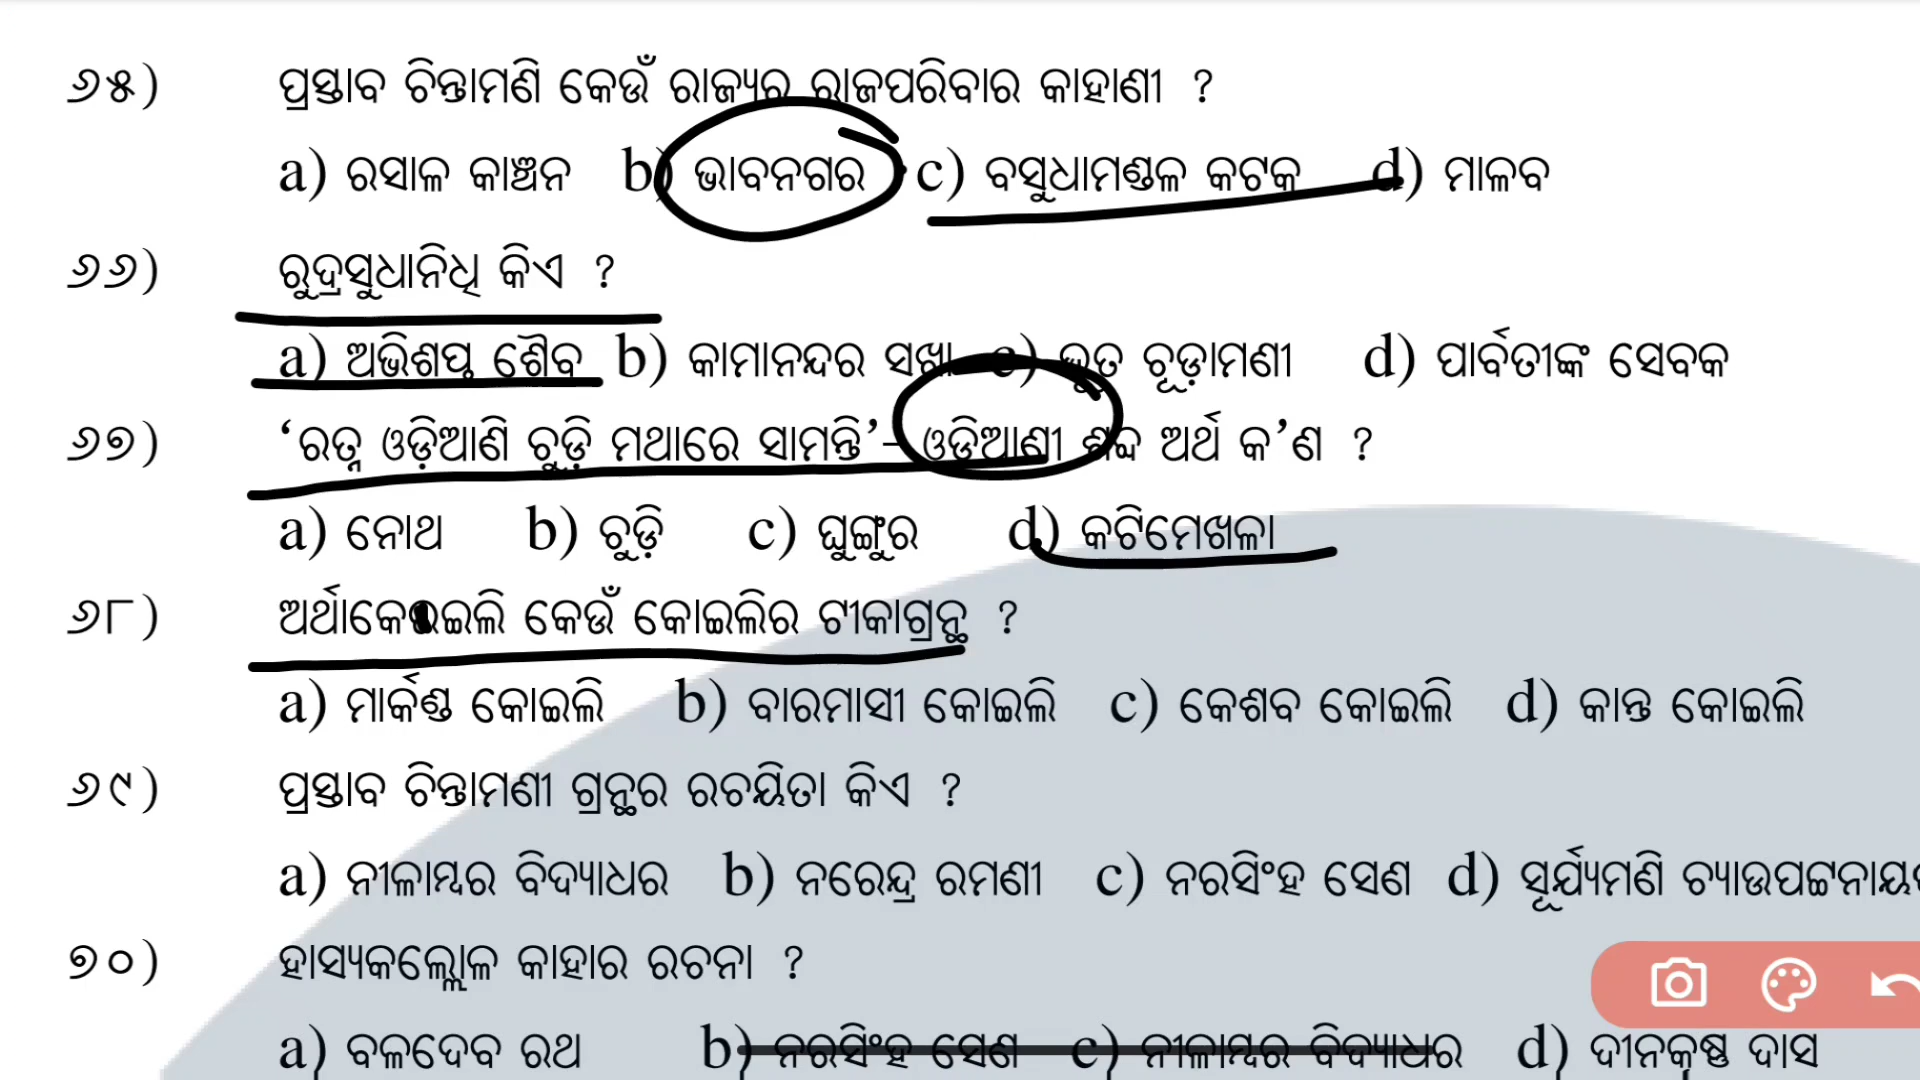 ୬୫) ପ୍ରସ୍ତାବ ଚିନ୍ତାମଣି କେଉଁ ରାଜ୍ୟର ରାଜପରିବାର କାହାଣୀ ?
a) ରସାଳ କାଞ୍ଚନ b) ଭାବନଗର c) ବସୁଧାମଣ୍ଡଳ କଟକ d) ମାଳବ
୬୬) ରୁଦ୍ରସୁଧାନିଧି କିଏ ?
a) ଅଭିଶପ୍ତ ଶୈବ b) କାମାନନ୍ଦର ସଖା c) ଭୁତ ଚୂଡ଼ାମଣୀ d) ପାର୍ବତୀଙ୍କ ସେବକ
୬୭) ‘ରତ୍ନ ଓଡ଼ିଆଣି ଚୁଡ଼ି ମଥାରେ ସାମନ୍ତି’- ଓଡ଼ିଆଣୀ ଶବ୍ଦ ଅର୍ଥ କ’ଣ ?
a) ନୋଥ b) ଚୁଡ଼ି c) ଘୁଙ୍ଗୁର d) କଟିମେଖଳା
୬୮) ଅର୍ଥାକୋଇଲି କେଉଁ କୋଇଲିର ଟୀକାଗ୍ରନ୍ଥ ?
a) ମାର୍କଣ୍ଡ କୋଇଲି b) ବାରମାସୀ କୋଇଲି c) କେଶବ କୋଇଲି d) କାନ୍ତ କୋଇଲି
୬୯) ପ୍ରସ୍ତାବ ଚିନ୍ତାମଣୀ ଗ୍ରନ୍ଥର ରଚୟିତା କିଏ ?
a) ନୀଳାମ୍ବର ବିଦ୍ୟାଧର b) ନରେନ୍ଦ୍ର ରମଣୀ c) ନରସିଂହ ସେଣ d) ସୂର୍ଯ୍ୟମଣି
୭୦) ହାସ୍ୟକଲ୍ଲୋଳ କାହାର ରଚନା ?
a) ବଳଦେବ ରଥ b) ନରସିଂହ ସେଣ c) ନୀଳାମ୍ବର ବିଦ୍ୟାଧର d) ଦୀନକୃଷ୍ଣ ଦାସ